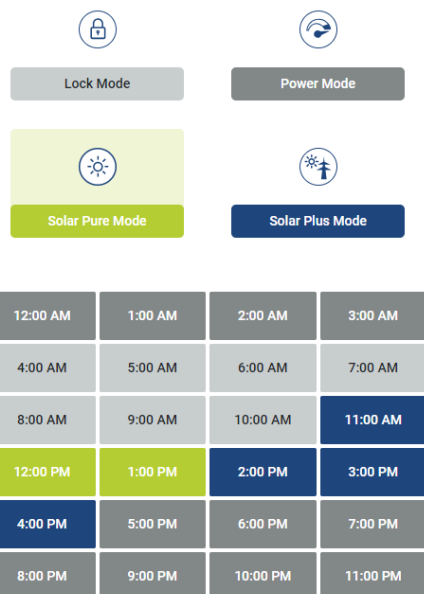 Lock Mode
Power Mode
Solar Pure Mode
Solar Plus Mode
12:00 AM 1:00 AM 2:00 AM 3:00 AM
4:00 AM 5:00 AM 6:00 AM 7:00 AM
8:00 AM 9:00 AM 10:00 AM 11:00 AM
12:00 PM 1:00 PM 2:00 PM 3:00 PM
4:00 PM 5:00 PM 6:00 PM 7:00 PM
8:00 PM 9:00 PM 10:00 PM 11:00 PM